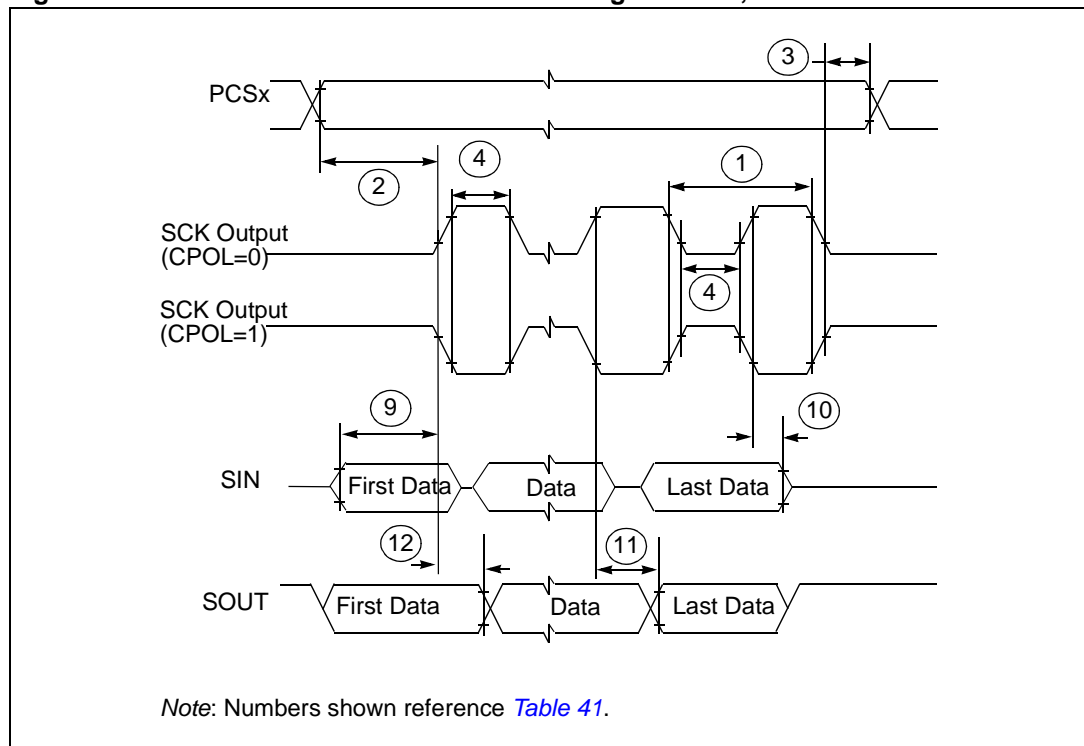 3
PCSx
4
1
2
SCK Output
(CPOL=0)
4
SCK Output
(CPOL=1)
9
10
SIN
First Data
Data
Last Data
12
11
SOUT
First Data
Data
Last Data
Note: Numbers shown reference Table 41.